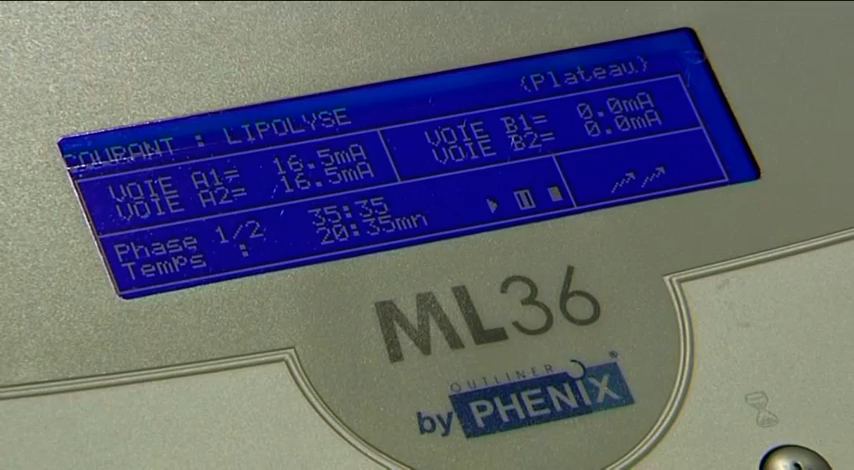 (Plateau)
COURANT : LIPOLYSE
VOIE A1= 16.5mA
VOIE A2= 16.5mA
VOIE B1= 0.0mA
VOIE B2= 0.0mA
Phase 1/2 35:35
Temps : 20:35mn
ML36
OUTLINER
by PHENIX®